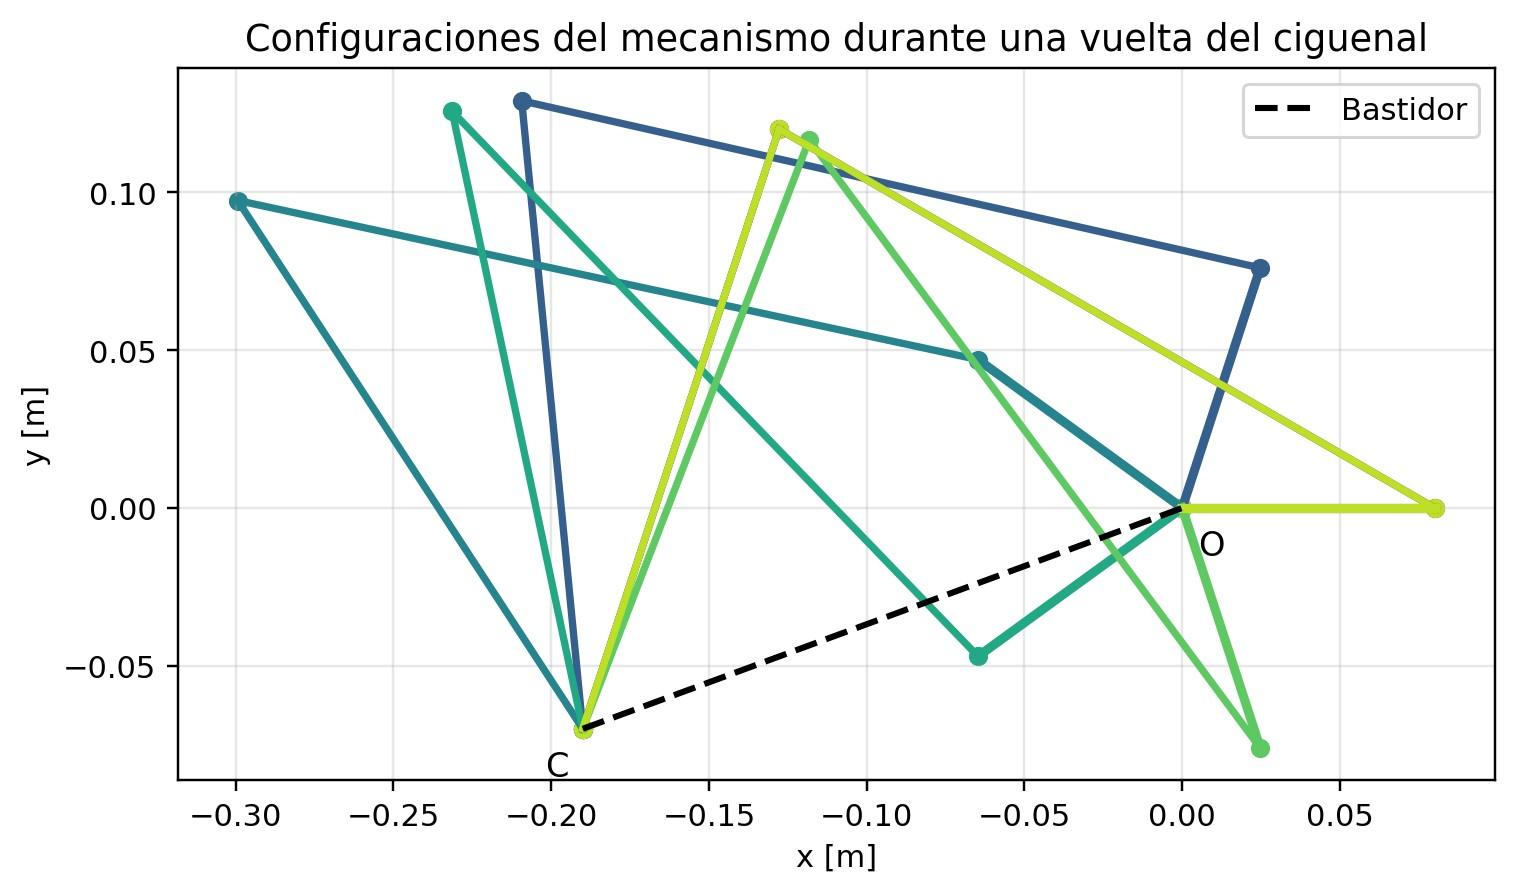 Configuraciones del mecanismo durante una vuelta del ciguenal
Bastidor
0.10
0.05
0.00
−0.05
y [m]
O
C
−0.30
−0.25
−0.20
−0.15
−0.10
−0.05
0.00
0.05
x [m]